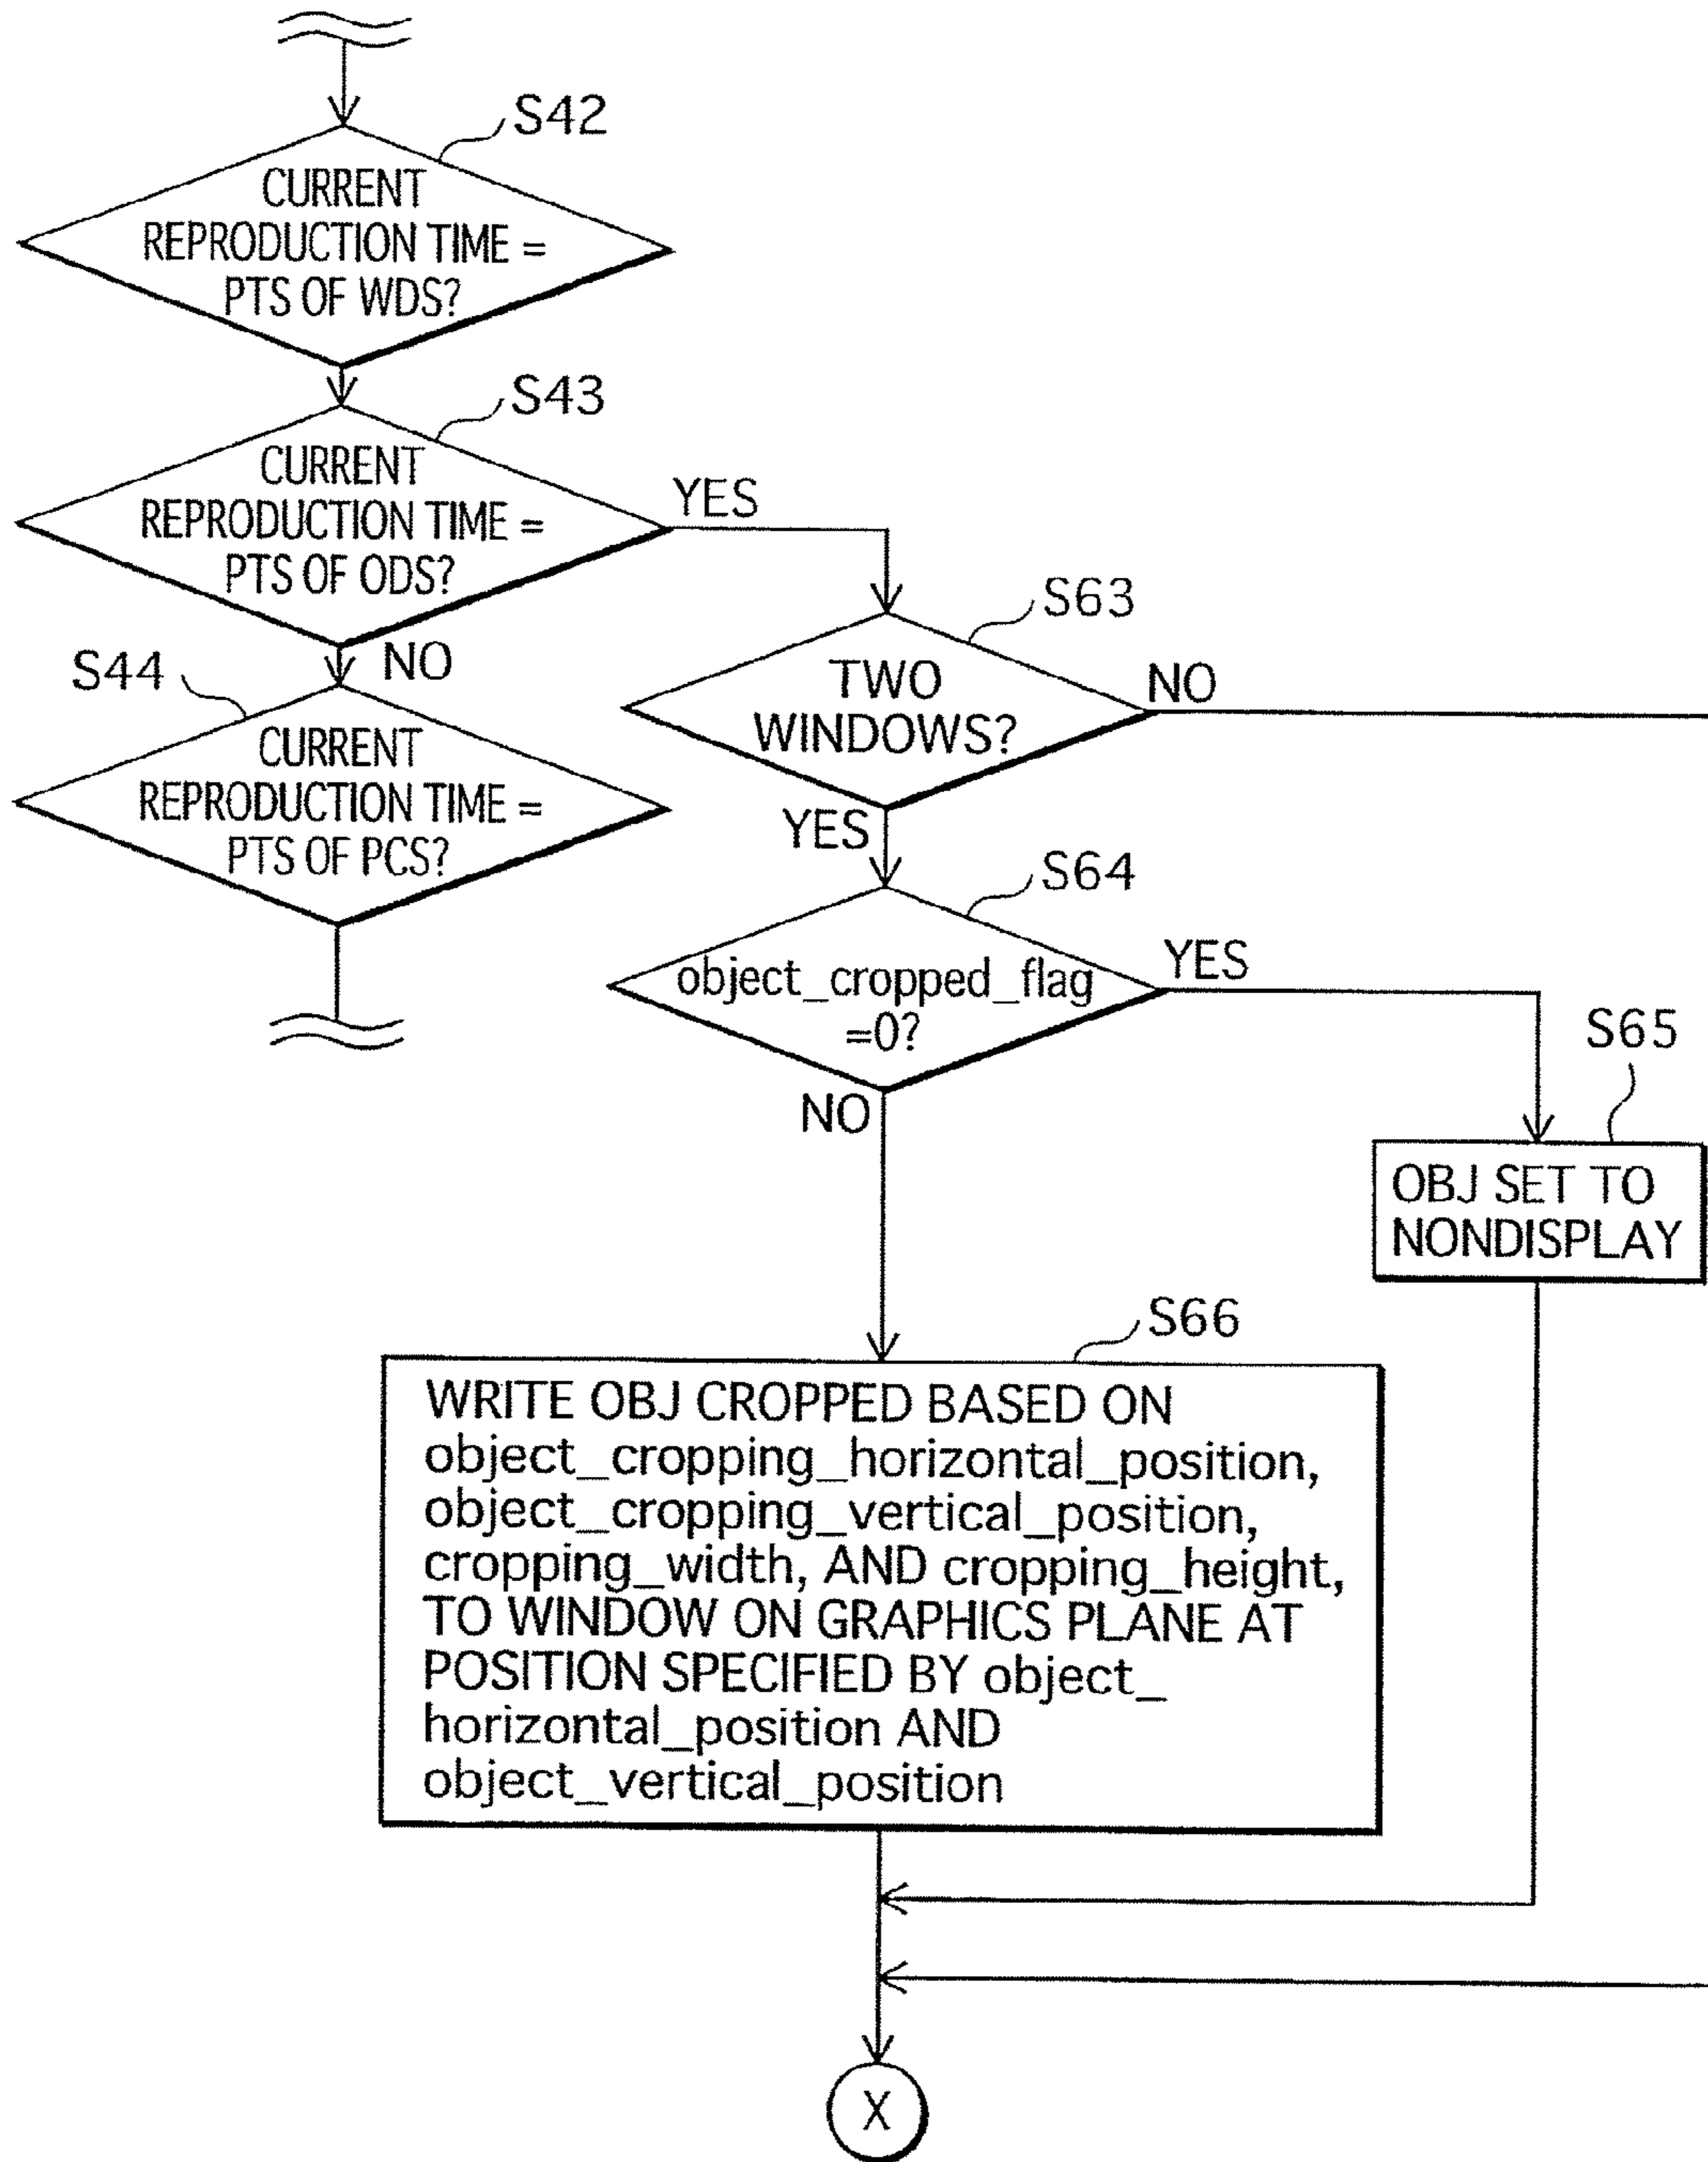 S42
CURRENT
REPRODUCTION TIME =
PTS OF WDS?
S43
CURRENT
REPRODUCTION TIME =
PTS OF ODS?
YES
NO
S44
CURRENT
REPRODUCTION TIME =
PTS OF PCS?
S63
TWO
WINDOWS?
NO
YES
S64
object_cropped_flag
=0?
YES
NO
S65
OBJ SET TO
NONDISPLAY
S66
WRITE OBJ CROPPED BASED ON
object_cropping_horizontal_position,
object_cropping_vertical_position,
cropping_width, AND cropping_height,
TO WINDOW ON GRAPHICS PLANE AT
POSITION SPECIFIED BY object_
horizontal_position AND
object_vertical_position
X